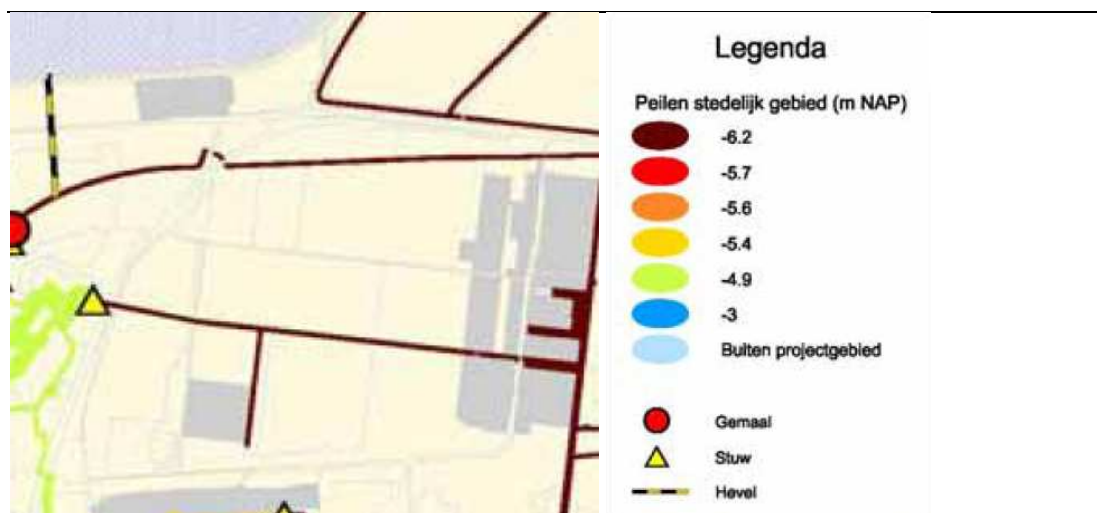 Legenda
Peilen stedelijk gebied (m NAP)
-6.2
-5.7
-5.6
-5.4
-4.9
-3
Buiten projectgebied
Gemaal
Stuw
Hevel